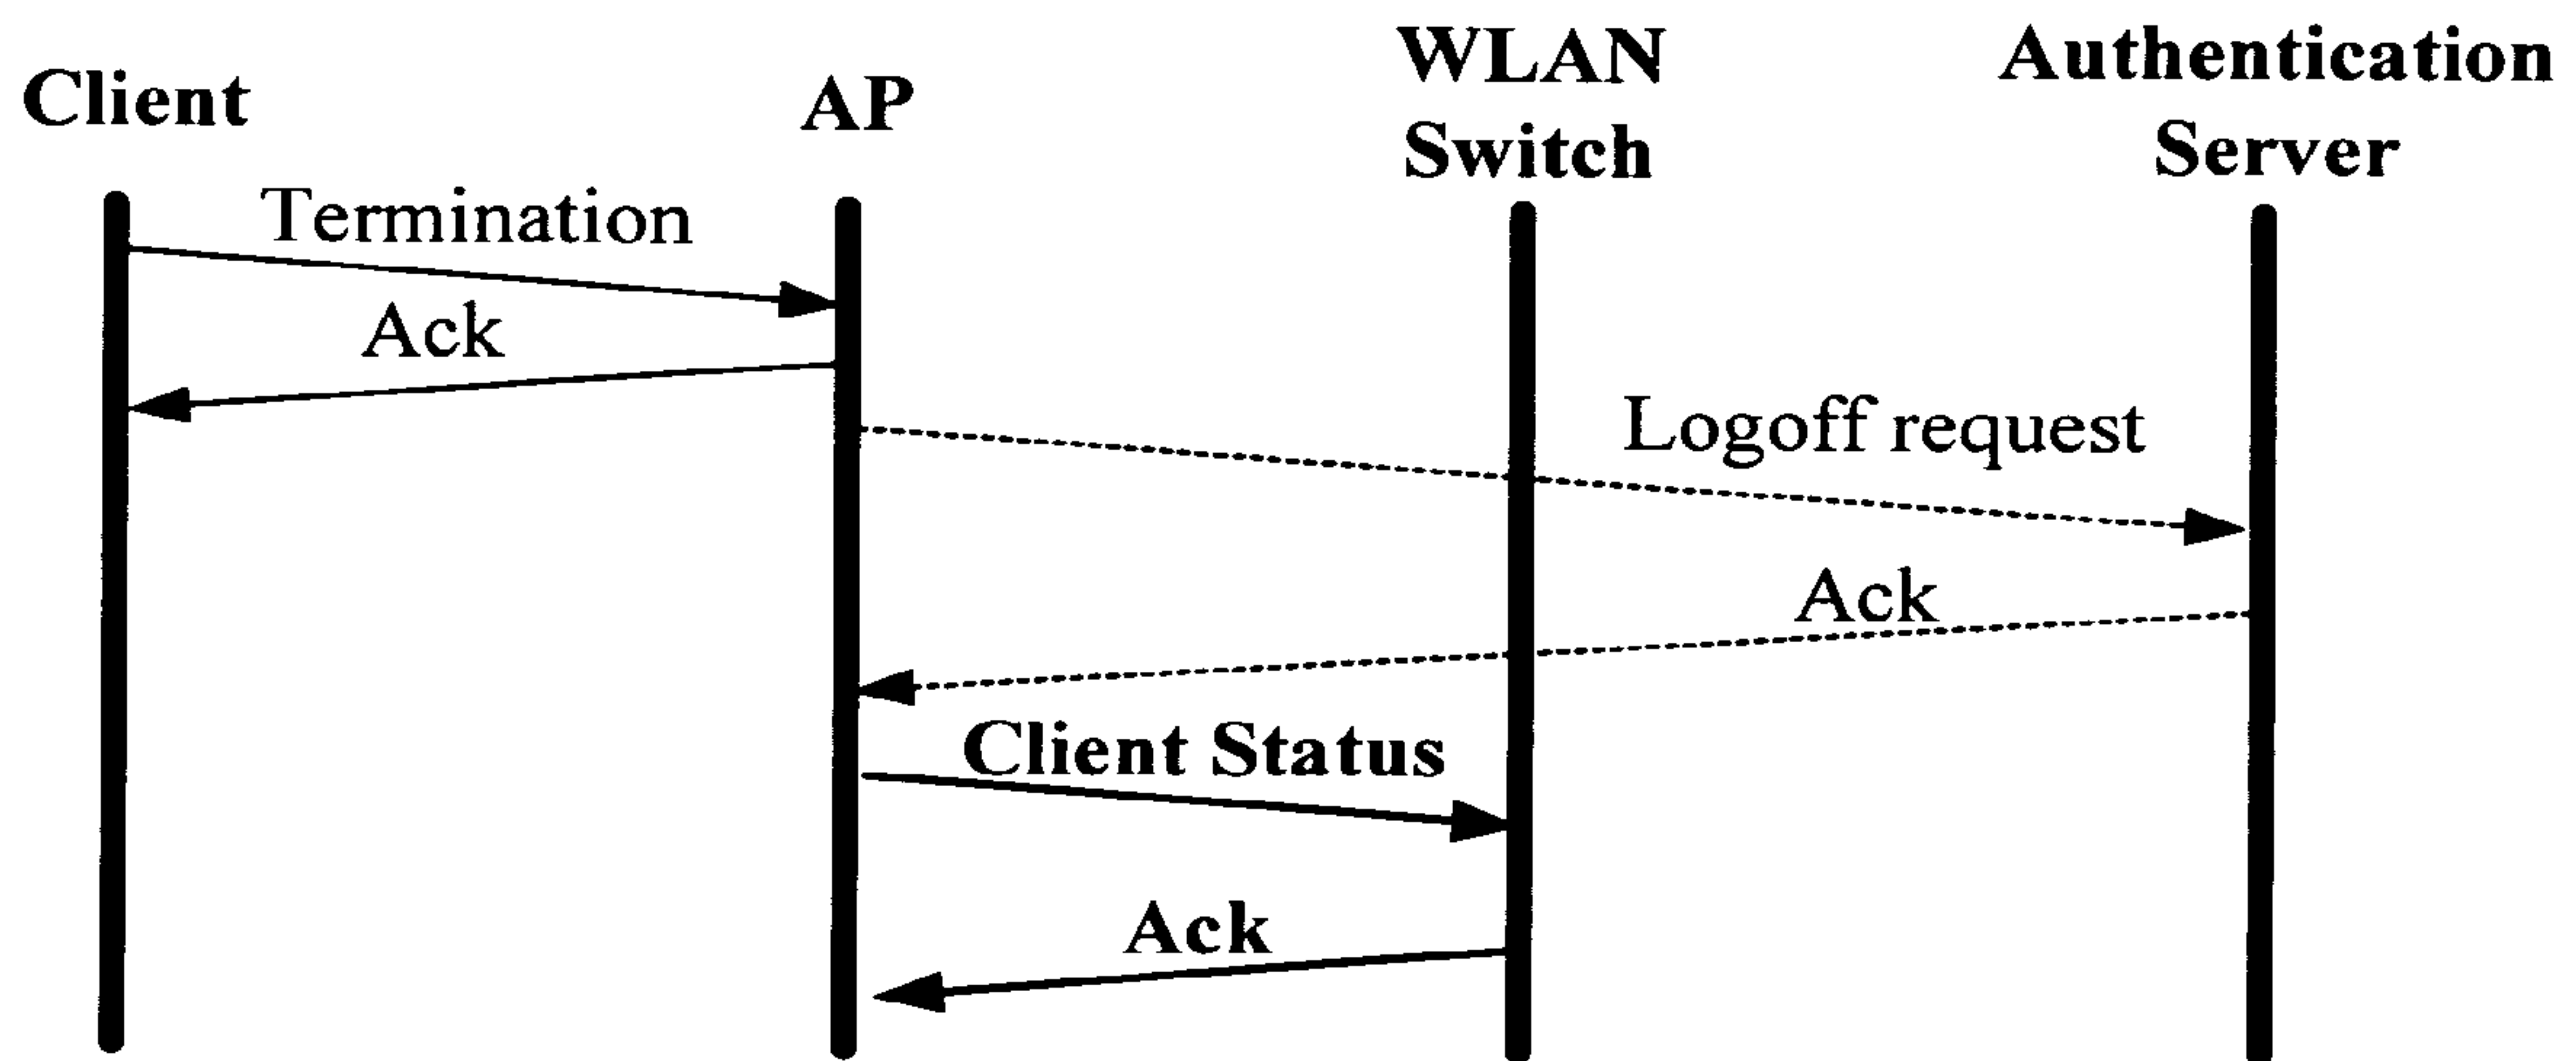 Client
AP
WLAN
Switch
Authentication
Server
Termination
Ack
Logoff request
Ack
Client Status
Ack